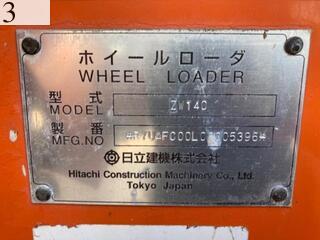 3
ホイールローダ
WHEEL LOADER
型式
MODEL ZW140
製番
MFG.NO
日立建機株式会社
Hitachi Construction Machinery Co., Ltd.
Tokyo Japan